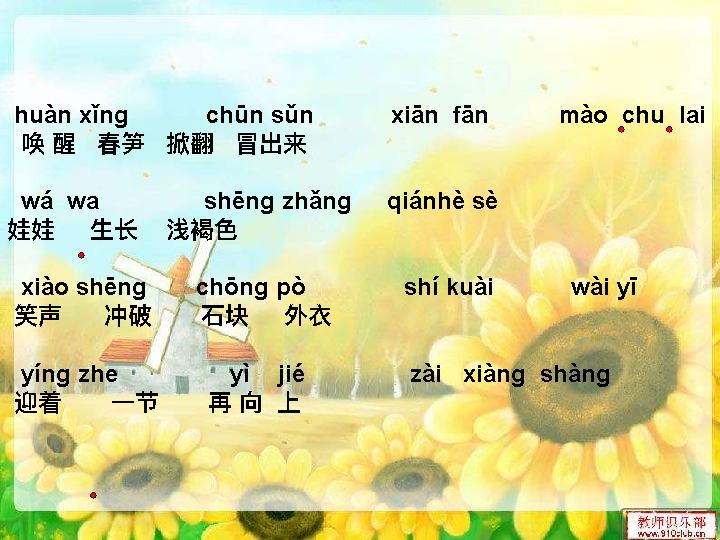 huàn xǐng chūn sǔn xiān fān mào chu lai
唤 醒 春笋 掀翻 冒出来
wá wa shēng zhǎng qiánhè sè
娃娃 生长 浅褐色
xiào shēng chōng pò shí kuài wài yī
笑声 冲破 石块 外衣
yíng zhe yì jié zài xiàng shàng
迎着 一节 再 向 上
教师俱乐部
www.910club.cn